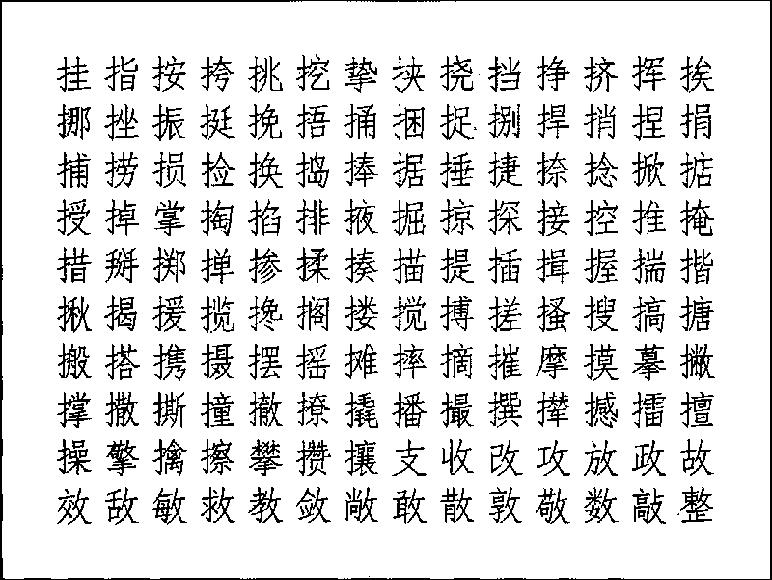 挂指按挎挑挖挚挟挠挡挣挤挥挨
挪挫振挺挽捂捅捆捉捌捍捎捏捐
捕捞损捡换捣捧据捶捷捺捻掀掂
授掉掌掏掐排掖掘掠探接控推掩
措掰掷掸掺揉揍描提插揖握揣揩
揪揭援揽搀搁搂搅搏搓搔搜搞搪
搬搭携摄摆摇摊摔摘摧摩摸摹撇
撑撒撕撞撤撩撬播撮撰撵撼擂擅
操擎擒擦攀攒攘支收改攻放政故
效敌敏救教敛敞敢散敦敬数敲整